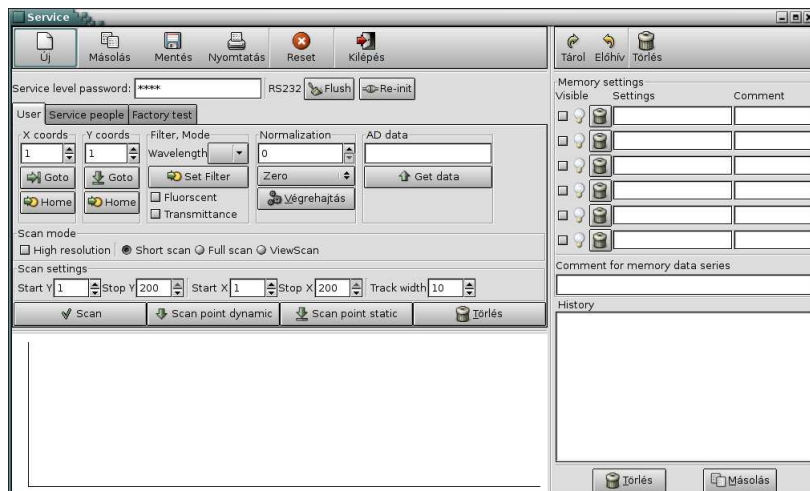 Service
Új Másolás Mentés Nyomtatás Reset Kilépés
Tárol Előhív Törlés
Service level password: **** RS232 Flush Re-init
User Service people Factory test
X coords Y coords Filter, Mode Normalization AD data
1 1 Wavelength 0
Goto Goto Set Filter Zero Get data
Home Home Fluorscent Végrehajtás
Transmittance
Scan mode
High resolution Short scan Full scan ViewScan
Scan settings
Start Y 1 Stop Y 200 Start X 1 Stop X 200 Track width 10
Scan Scan point dynamic Scan point static Törlés
Memory settings
Visible Settings Comment
Comment for memory data series
History
Törlés Másolás